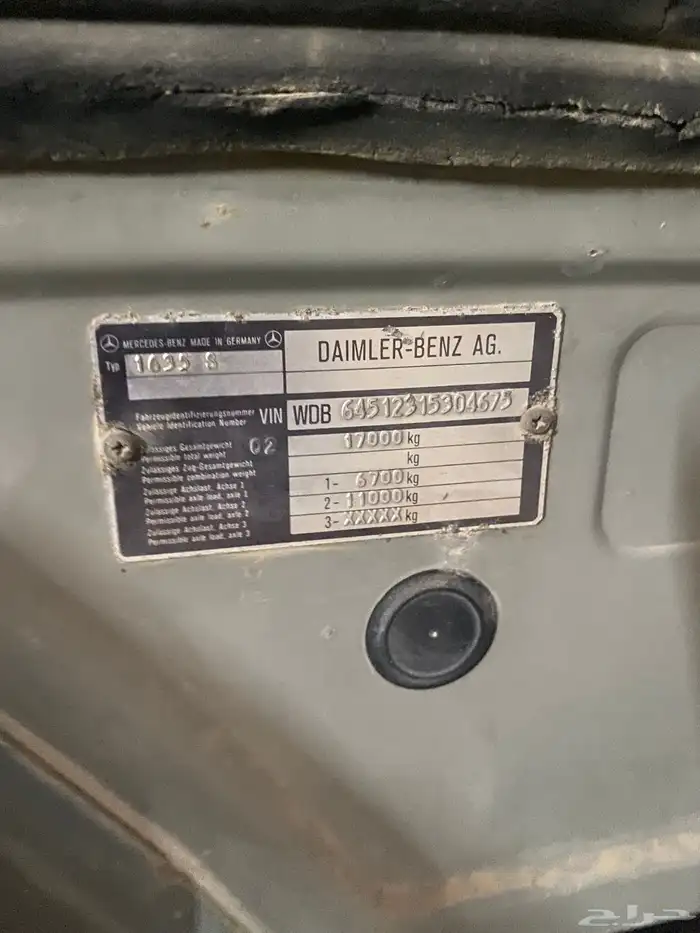 MERCEDES-BENZ MADE IN GERMANY
Typ 1635 S
DAIMLER-BENZ AG.
Fahrzeugidentifizierungsnummer
Vehicle Identification Number
VIN WDB 64512315304675
Zulässiges Gesamtgewicht
Permissible total weight
02
17000 kg
Zulässiges Zug-Gesamtgewicht
Permissible combination weight
kg
Zulässige Achslast, Achse 1
Permissible axle load, axle 1
1- 6700 kg
Zulässige Achslast, Achse 2
Permissible axle load, axle 2
2- 11000 kg
Zulässige Achslast, Achse 3
Permissible axle load, axle 3
3- XXXXX kg
حراج